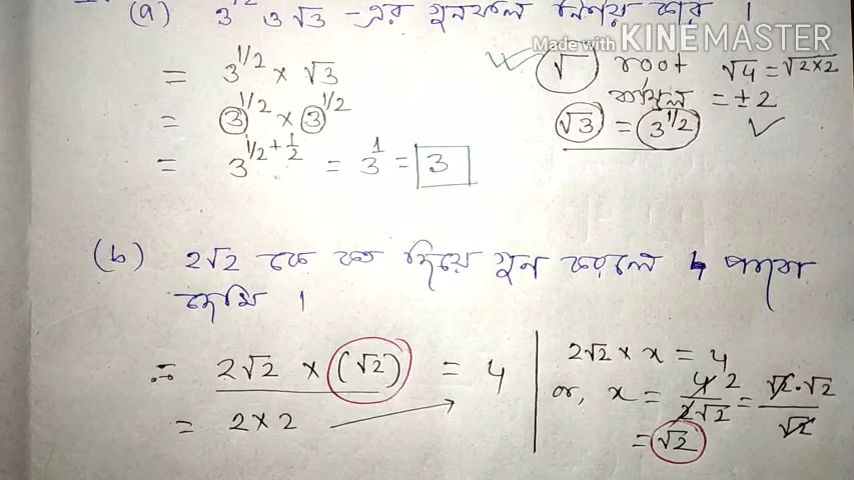 (a) 3^1/2 ও √3 -এর গুনফল নির্ণয় কর ।
Made with KINEMASTER
= 3^1/2 × √3
= 3^1/2 × 3^1/2
= 3^1/2 + 1/2 = 3^1 = 3
√ root √4 = √2×2
= ±2
√3 = 3^1/2
(b) 2√2 কে কত দিয়ে গুন করলে 4 পাবো
দেখি ।
∴ 2√2 × (√2) = 4
= 2 × 2
2√2 × x = 4
or, x = 4 2/2√2 = √2·√2/√2
= √2